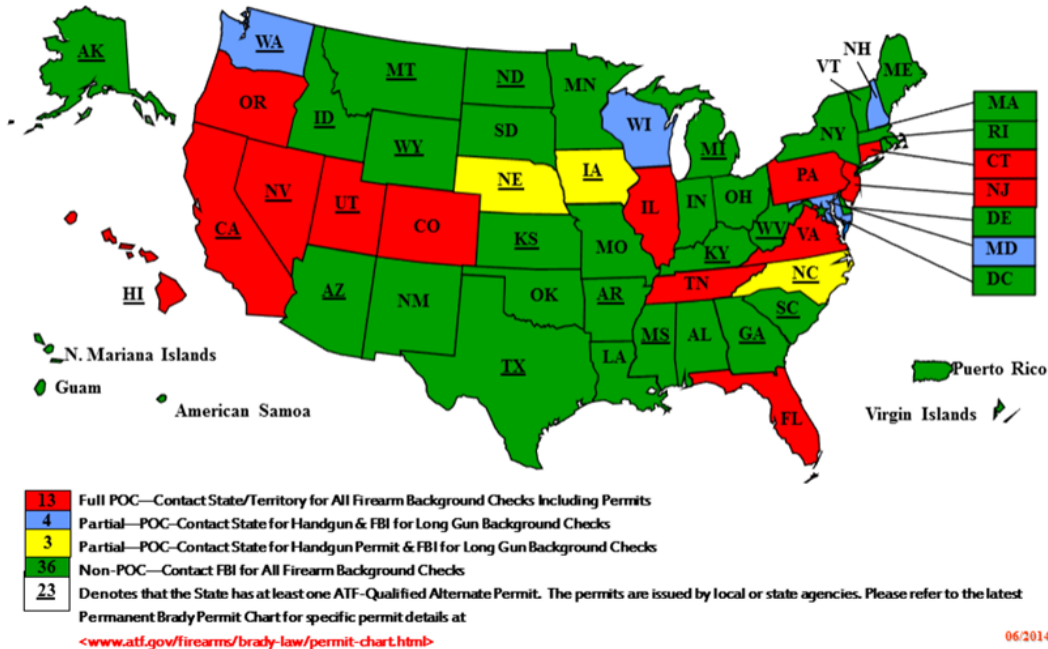 AK
WA
MT
ND
MN
NH
VT
ME
OR
ID
SD
WI
NY
MA
WY
MI
RI
NE
IA
PA
CT
NV
UT
CO
IL
IN
OH
NJ
CA
KS
MO
WV
VA
DE
KY
MD
HI
AZ
NM
OK
AR
TN
NC
DC
SC
TX
LA
MS
AL
GA
N. Mariana Islands
Guam
American Samoa
Puerto Rico
Virgin Islands
FL
13 Full POC—Contact State/Territory for All Firearm Background Checks Including Permits
4 Partial—POC–Contact State for Handgun & FBI for Long Gun Background Checks
3 Partial—POC–Contact State for Handgun Permit & FBI for Long Gun Background Checks
36 Non-POC—Contact FBI for All Firearm Background Checks
23 Denotes that the State has at least one ATF-Qualified Alternate Permit. The permits are issued by local or state agencies. Please refer to the latest
Permanent Brady Permit Chart for specific permit details at
<www.atf.gov/firearms/brady-law/permit-chart.html>
06/2014